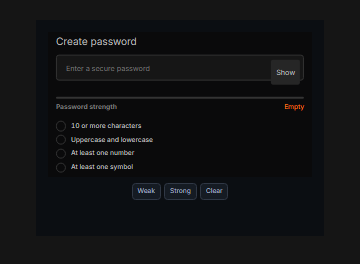 Create password
Enter a secure password
Show
Password strength
Empty
10 or more characters
Uppercase and lowercase
At least one number
At least one symbol
Weak
Strong
Clear